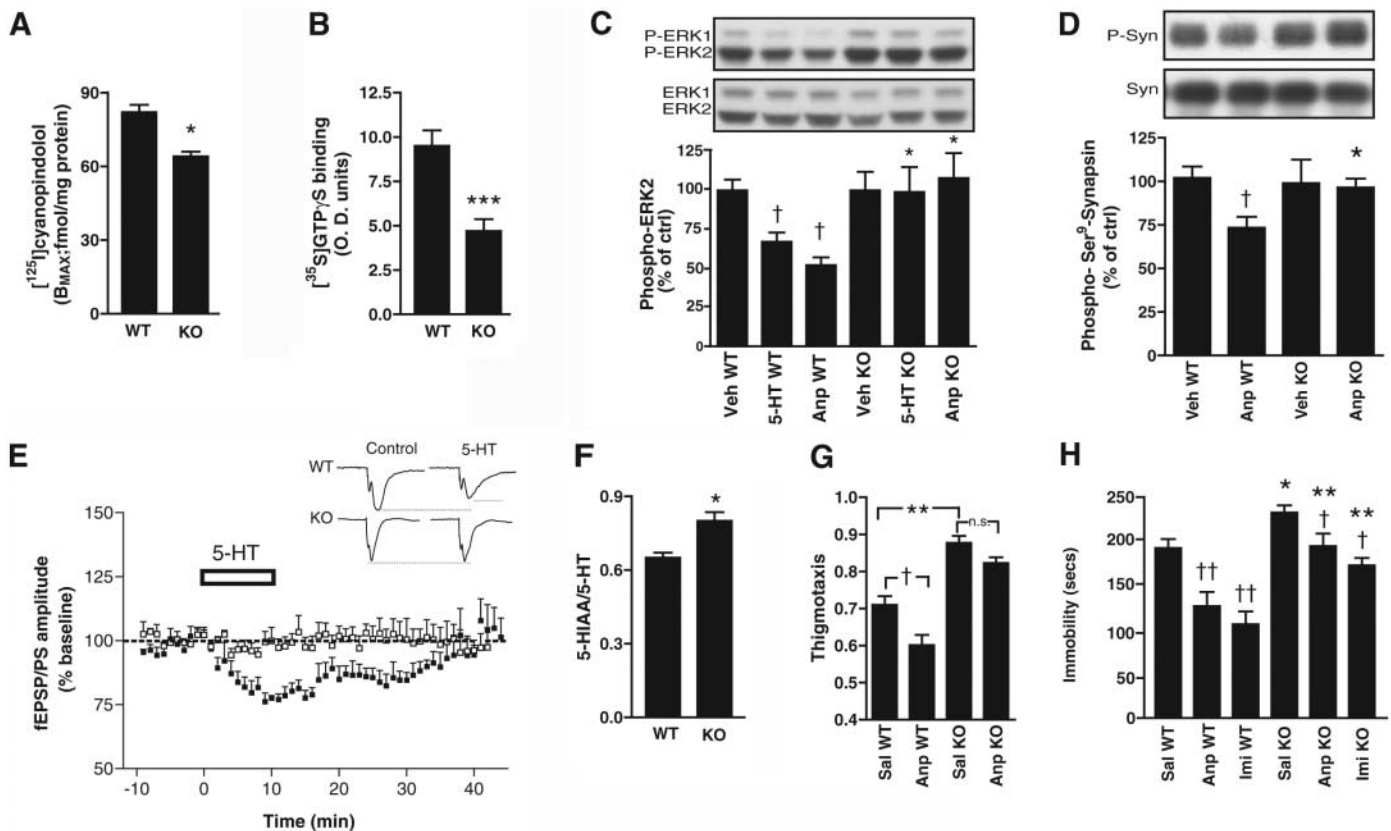 A
[125I]cyanopindolol
(BMAX:fmol/mg protein)
90
60
30
0
*
WT
KO
B
[35S]GTPγS binding
(O. D. units)
12.5
10.0
7.5
5.0
2.5
0.0
***
WT
KO
C
P-ERK1
P-ERK2
ERK1
ERK2
Phospho-ERK2
(% of ctrl)
125
100
75
50
25
0
†
†
*
*
Veh WT
5-HT WT
Anp WT
Veh KO
5-HT KO
Anp KO
D
P-Syn
Syn
Phospho- Ser9-Synapsin
(% of ctrl)
125
100
75
50
25
0
†
*
Veh WT
Anp WT
Veh KO
Anp KO
E
Control
5-HT
WT
KO
5-HT
fEPSP/PS amplitude
(% baseline)
150
125
100
75
50
-10
0
10
20
30
40
Time (min)
F
5-HIAA/5-HT
0.9
0.6
0.3
0.0
*
WT
KO
G
Thigmotaxis
1.0
0.9
0.8
0.7
0.6
0.5
0.4
**
n.s.
†
Sal WT
Anp WT
Sal KO
Anp KO
H
Immobility (secs)
250
200
150
100
50
0
††
††
*
**
†
**
†
Sal WT
Anp WT
Imi WT
Sal KO
Anp KO
Imi KO